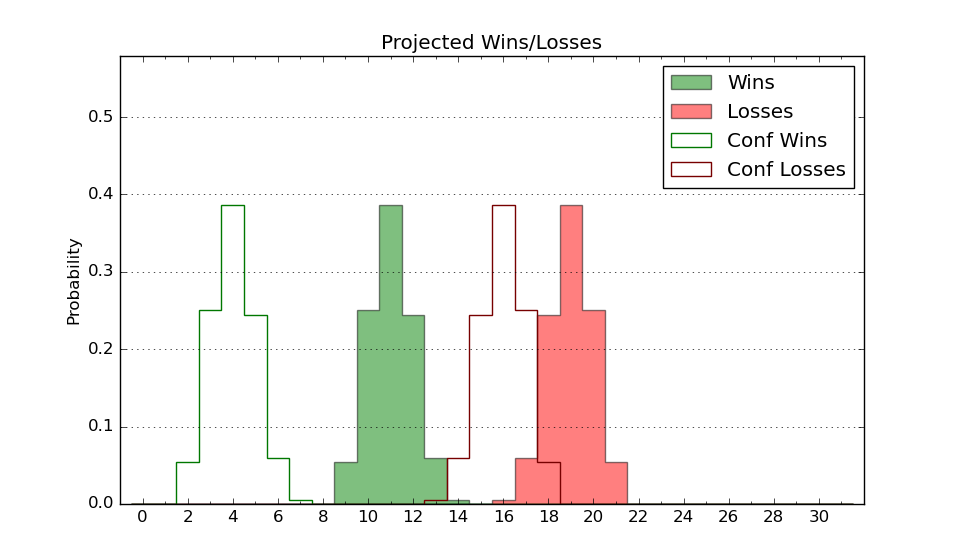 Projected Wins/Losses
Wins
Losses
Conf Wins
Conf Losses
Probability
0.5
0.4
0.3
0.2
0.1
0.0
0 2 4 6 8 10 12 14 16 18 20 22 24 26 28 30